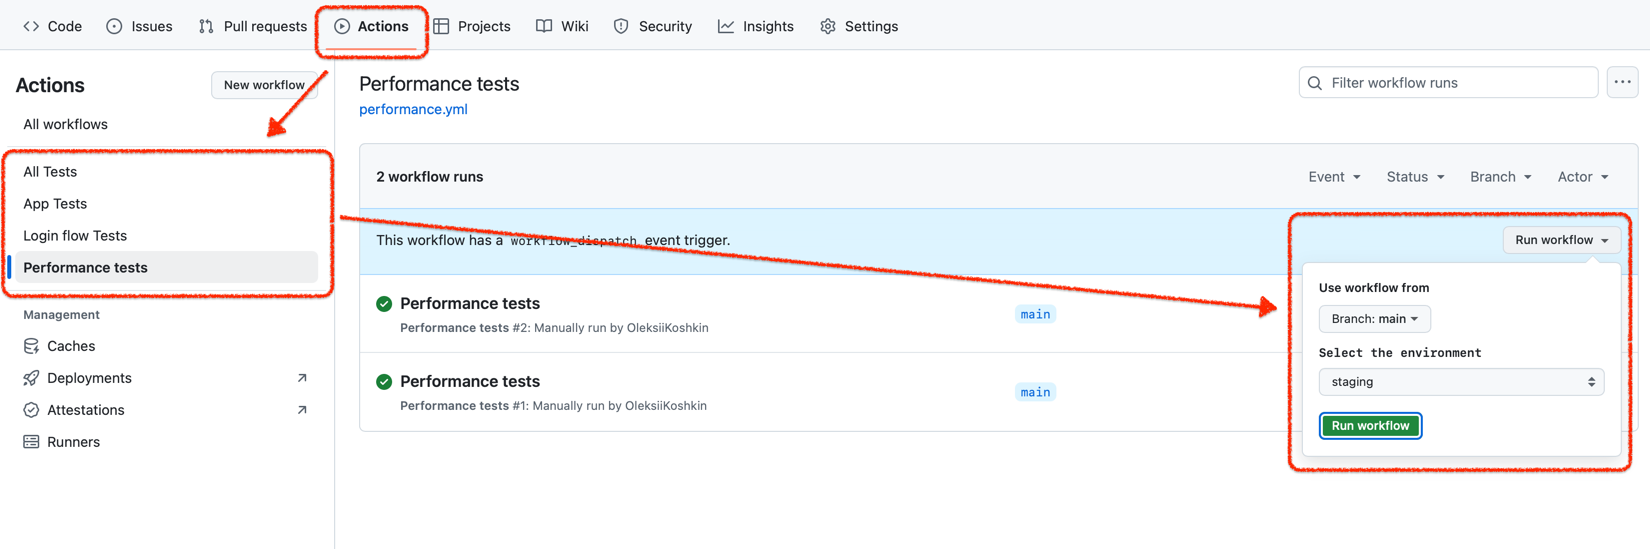 Code Issues Pull requests Actions Projects Wiki Security Insights Settings
Actions
New workflow
All workflows
All Tests
App Tests
Login flow Tests
Performance tests
Management
Caches
Deployments
Attestations
Runners
Performance tests
performance.yml
Filter workflow runs
2 workflow runs
Event Status Branch Actor
This workflow has a workflow_dispatch event trigger.
Run workflow
Use workflow from
Branch: main
Select the environment
staging
Run workflow
Performance tests
Performance tests #2: Manually run by OleksiiKoshkin
main
Performance tests
Performance tests #1: Manually run by OleksiiKoshkin
main